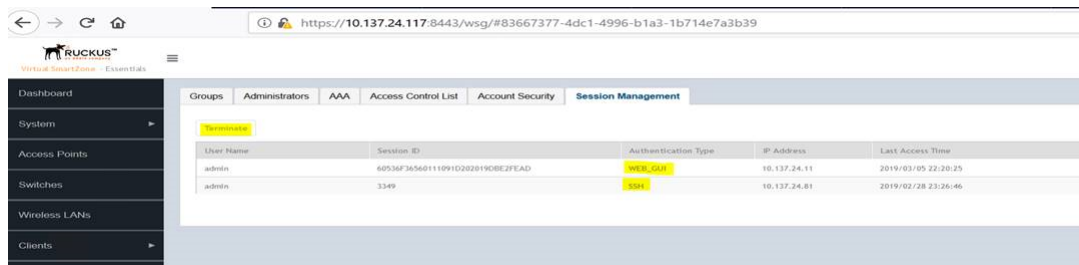 https://10.137.24.117:8443/wsg/#83667377-4dc1-4996-b1a3-1b714e7a3b39
RUCKUS™
Virtual SmartZone - Essentials
Dashboard
Groups Administrators AAA Access Control List Account Security Session Management
System
Terminate
User Name Session ID Authentication Type IP Address Last Access Time
Access Points
admin 60536F36560111091D202019DBE2FEAD WEB_GUI 10.137.24.11 2019/03/05 22:20:25
admin 3349 SSH 10.137.24.81 2019/02/28 23:26:46
Switches
Wireless LANs
Clients